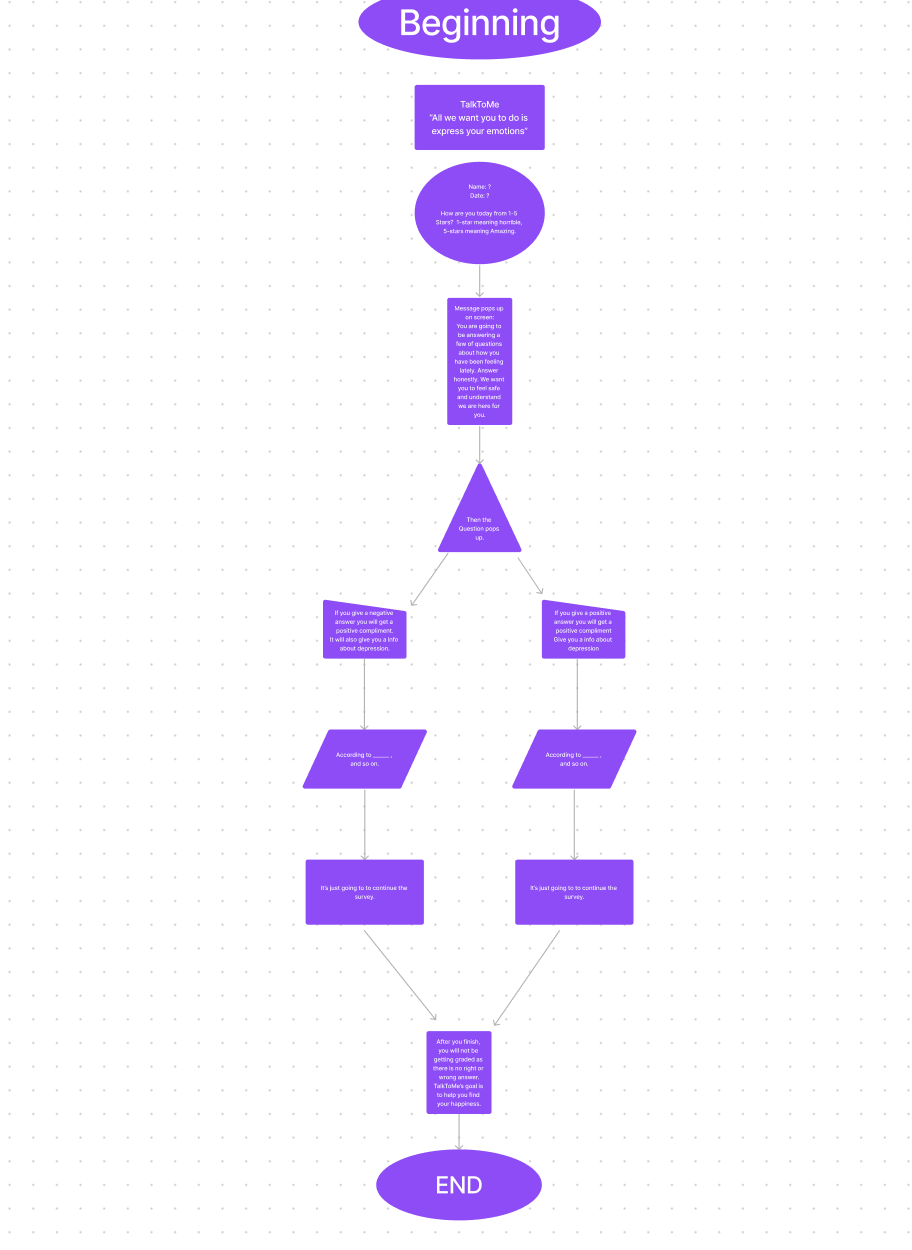 Beginning
TalkToMe
"All we want you to do is
express your emotions"
Name: ?
Date: ?
How are you today from 1-5
Stars? 1-star meaning horrible,
5-stars meaning Amazing.
Message pops up
on screen:
You are going to
be answering a
few of questions
about how you
have been feeling
lately. Answer
honestly. We want
you to feel safe
and understand
we are here for
you.
Then the
Question pops
up.
If you give a negative
answer you will get a
positive compliment.
It will also give you a info
about depression.
If you give a positive
answer you will get a
positive compliment
Give you a info about
depression
According to _____ ,
and so on.
According to _____ ,
and so on.
It's just going to to continue the
survey.
It's just going to to continue the
survey.
After you finish,
you will not be
getting graded as
there is no right or
wrong answer.
TalkToMe's goal is
to help you find
your happiness.
END